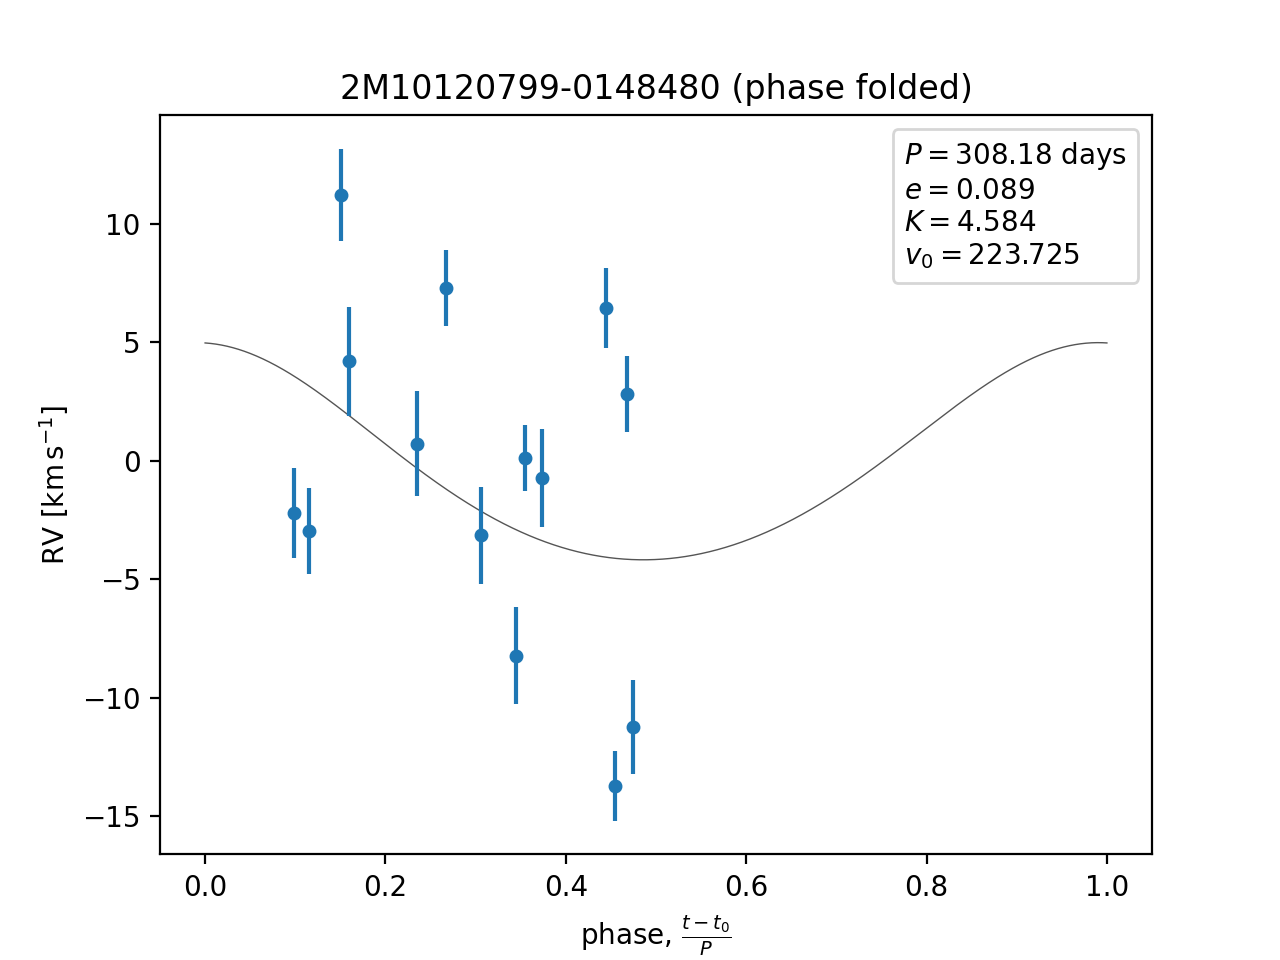 2M10120799-0148480 (phase folded)
P = 308.18 days
e = 0.089
K = 4.584
v₀ = 223.725
10
5
0
−5
−10
−15
RV [km s⁻¹]
0.0 0.2 0.4 0.6 0.8 1.0
phase, (t − t₀)/P